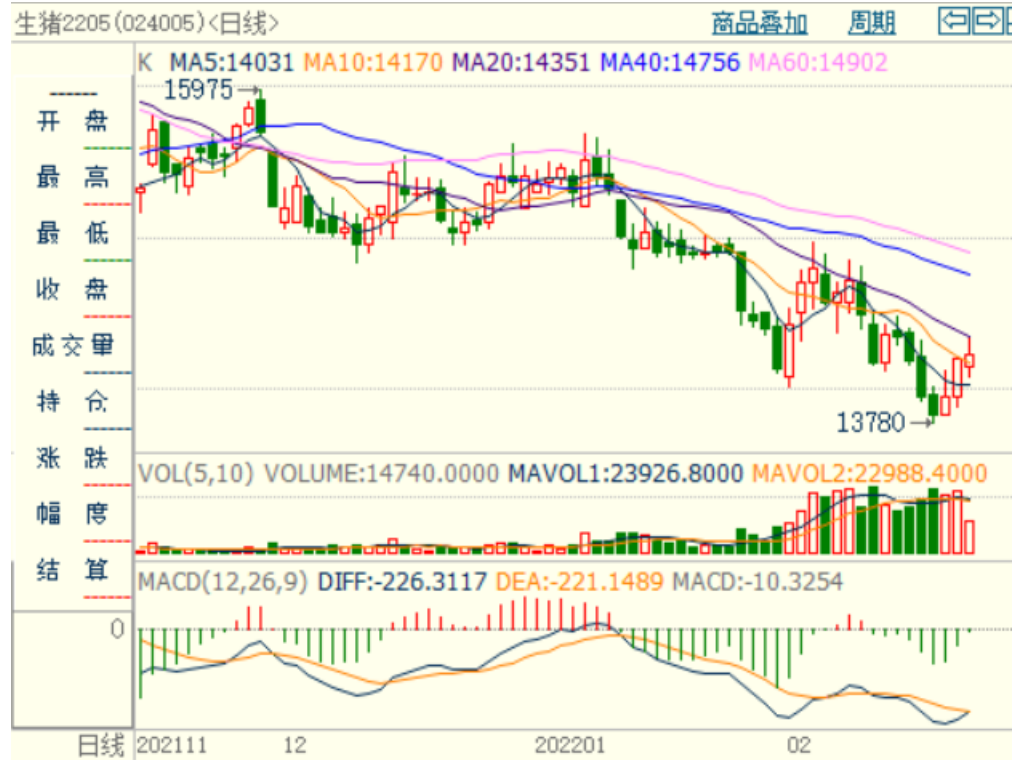 生猪2205(024005)<日线> 商品叠加 周期
K MA5:14031 MA10:14170 MA20:14351 MA40:14756 MA60:14902
15975
开 盘
最 高
最 低
收 盘
成交量
持 仓
涨 跌
幅 度
结 算
13780
VOL(5,10) VOLUME:14740.0000 MAVOL1:23926.8000 MAVOL2:22988.4000
MACD(12,26,9) DIFF:-226.3117 DEA:-221.1489 MACD:-10.3254
0
日线 202111 12 202201 02